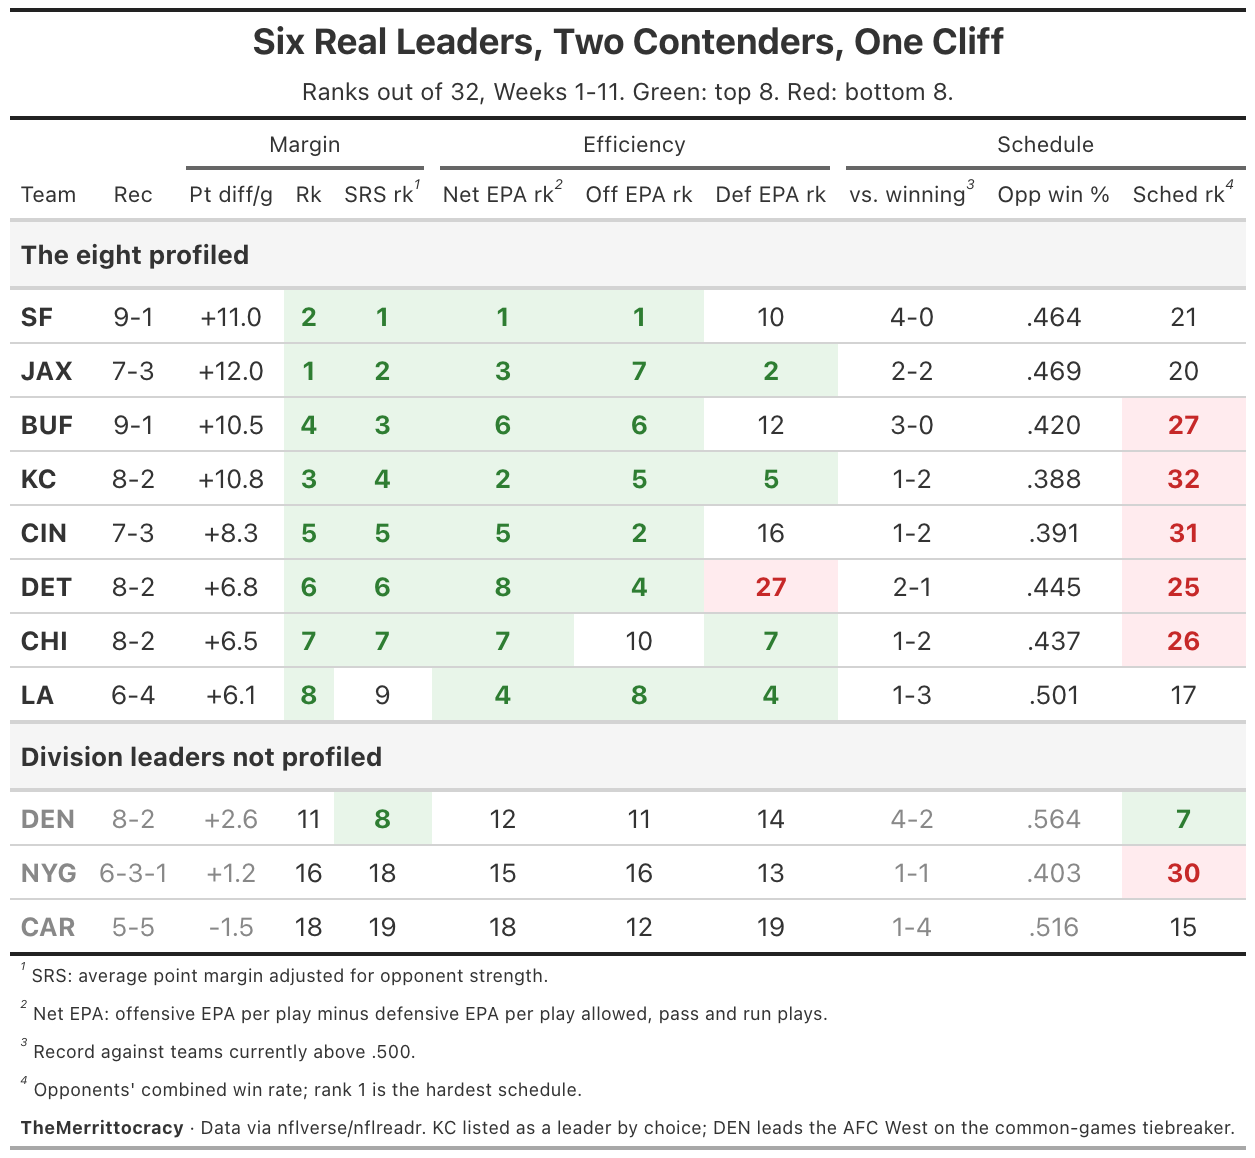 Six Real Leaders, Two Contenders, One Cliff
Ranks out of 32, Weeks 1-11. Green: top 8. Red: bottom 8.
Margin Efficiency Schedule
Team Rec Pt diff/g Rk SRS rk1 Net EPA rk2 Off EPA rk Def EPA rk vs. winning3 Opp win % Sched rk4
The eight profiled
SF 9-1 +11.0 2 1 1 1 10 4-0 .464 21
JAX 7-3 +12.0 1 2 3 7 2 2-2 .469 20
BUF 9-1 +10.5 4 3 6 6 12 3-0 .420 27
KC 8-2 +10.8 3 4 2 5 5 1-2 .388 32
CIN 7-3 +8.3 5 5 5 2 16 1-2 .391 31
DET 8-2 +6.8 6 6 8 4 27 2-1 .445 25
CHI 8-2 +6.5 7 7 7 10 7 1-2 .437 26
LA 6-4 +6.1 8 9 4 8 4 1-3 .501 17
Division leaders not profiled
DEN 8-2 +2.6 11 8 12 11 14 4-2 .564 7
NYG 6-3-1 +1.2 16 18 15 16 13 1-1 .403 30
CAR 5-5 -1.5 18 19 18 12 19 1-4 .516 15
1 SRS: average point margin adjusted for opponent strength.
2 Net EPA: offensive EPA per play minus defensive EPA per play allowed, pass and run plays.
3 Record against teams currently above .500.
4 Opponents' combined win rate; rank 1 is the hardest schedule.
TheMerrittocracy · Data via nflverse/nflreadr. KC listed as a leader by choice; DEN leads the AFC West on the common-games tiebreaker.